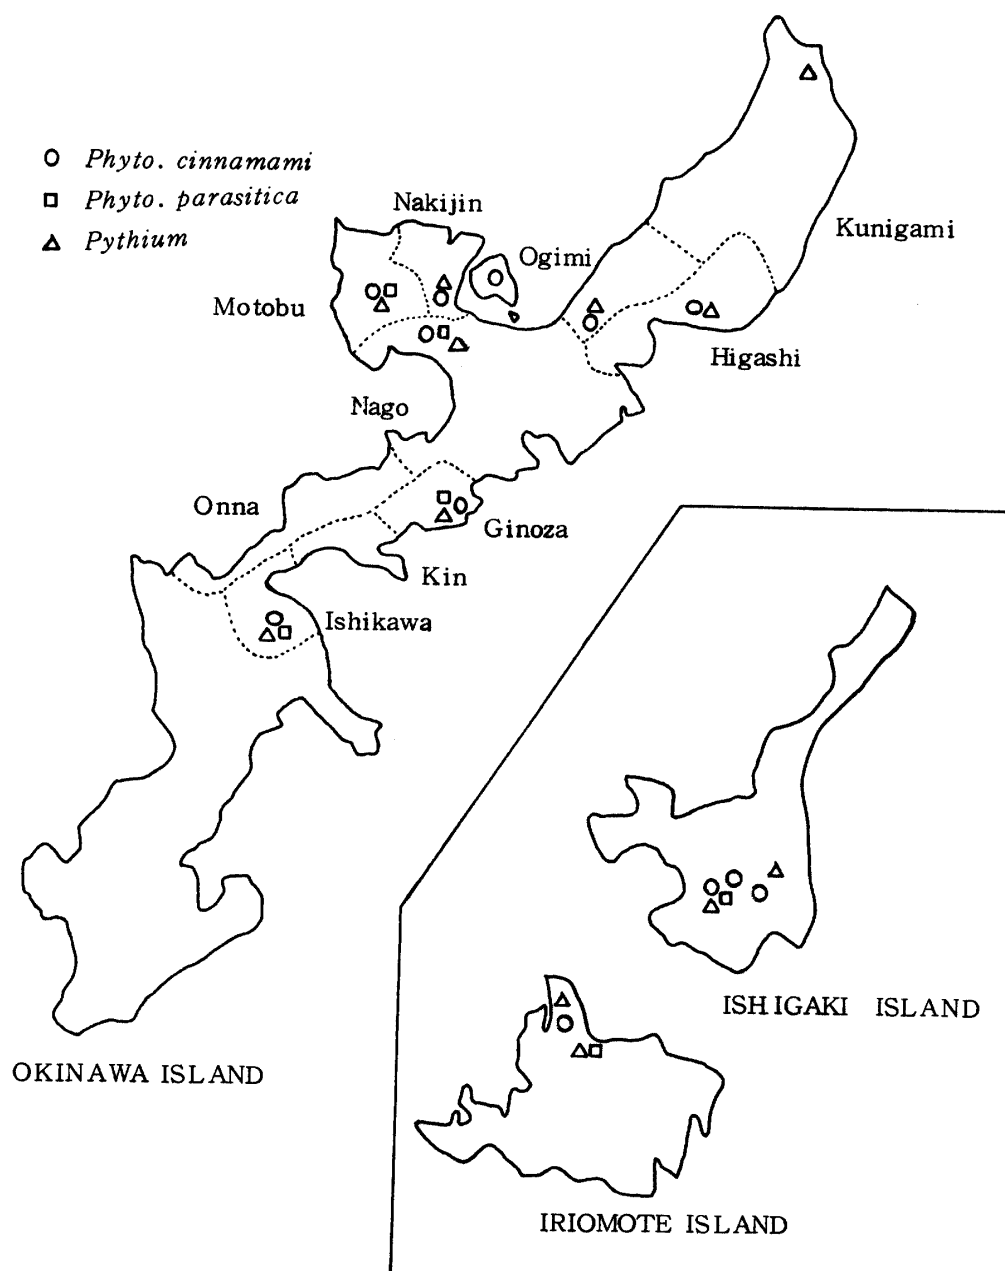 Phyto. cinnamami
Phyto. parasitica
Pythium
Nakijin
Ogimi
Kunigami
Motobu
Higashi
Nago
Onna
Ginoza
Kin
Ishikawa
ISHIGAKI ISLAND
OKINAWA ISLAND
IRIOMOTE ISLAND